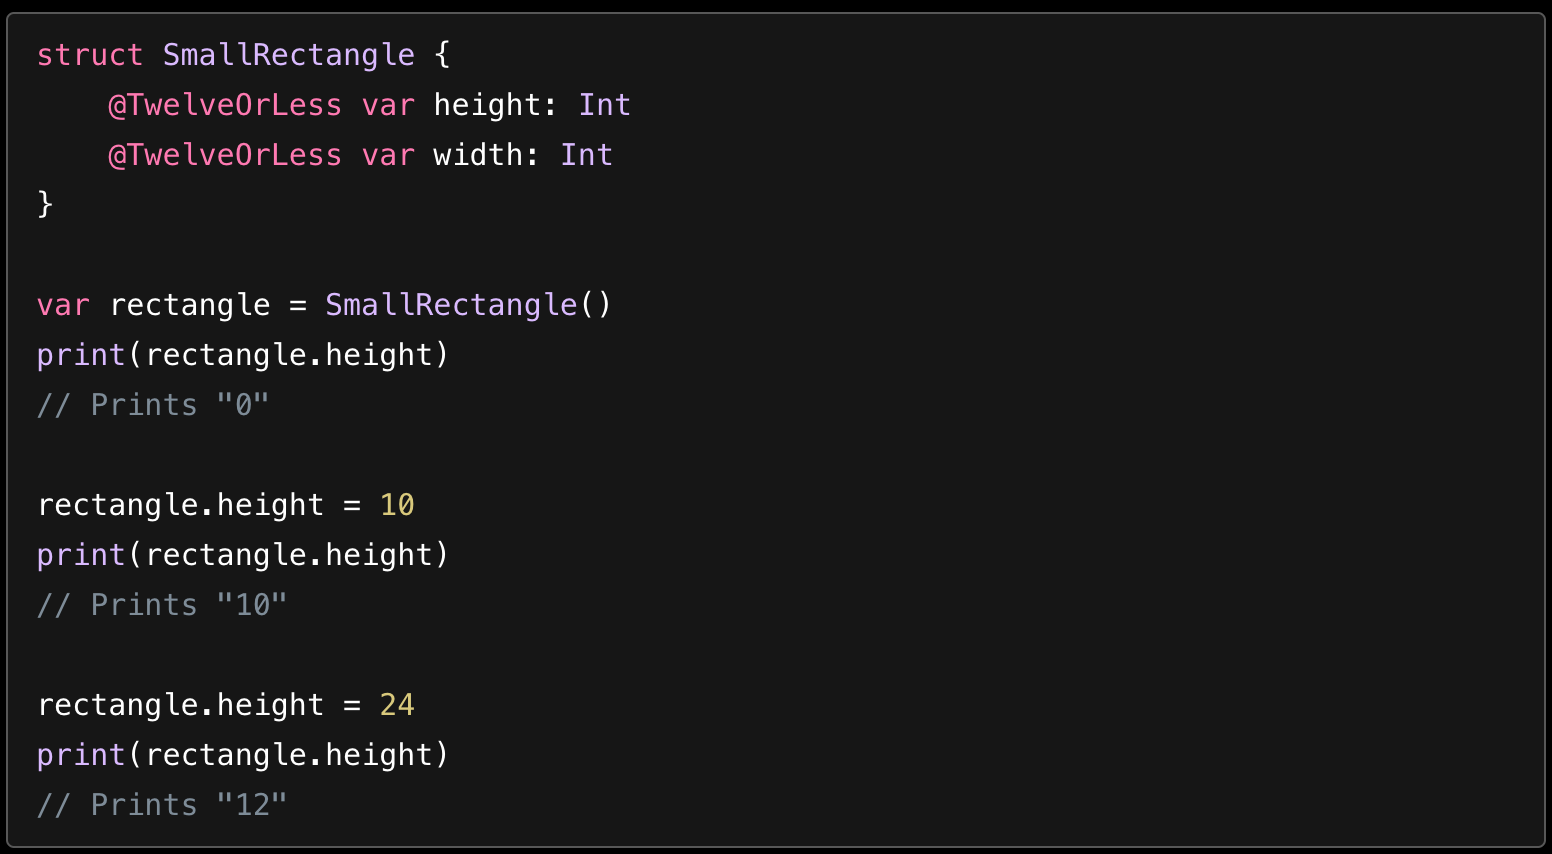 struct SmallRectangle {
    @TwelveOrLess var height: Int
    @TwelveOrLess var width: Int
}
var rectangle = SmallRectangle()
print(rectangle.height)
// Prints "0"
rectangle.height = 10
print(rectangle.height)
// Prints "10"
rectangle.height = 24
print(rectangle.height)
// Prints "12"